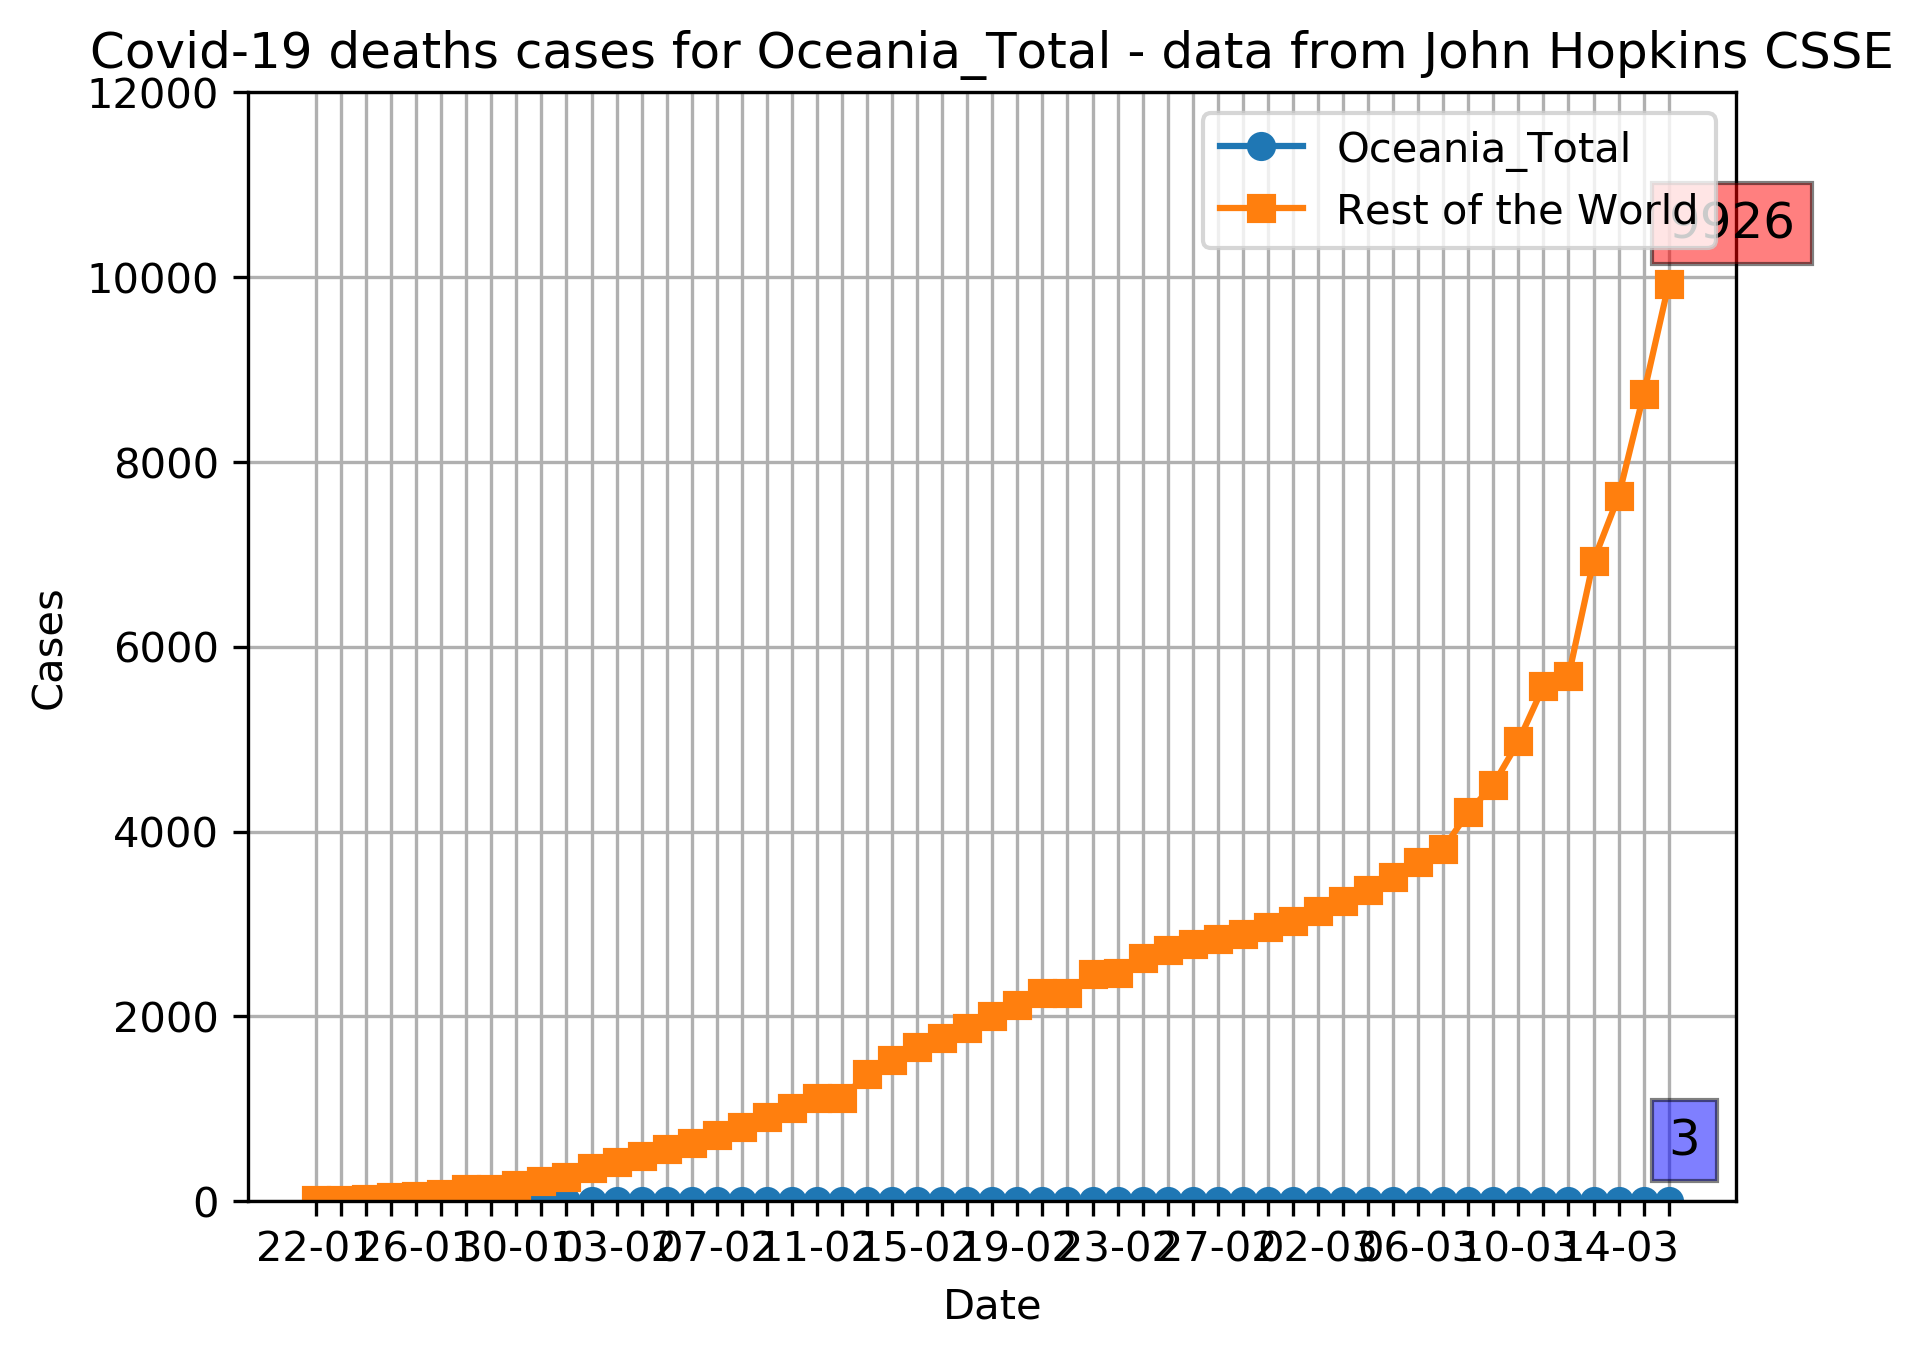 Covid-19 deaths cases for Oceania_Total - data from John Hopkins CSSE
12000
10000
8000
6000
4000
2000
0
Cases
Oceania_Total
Rest of the World
9926
3
22-01 26-01 30-01 03-02 07-02 11-02 15-02 19-02 23-02 27-02 02-03 06-03 10-03 14-03
Date